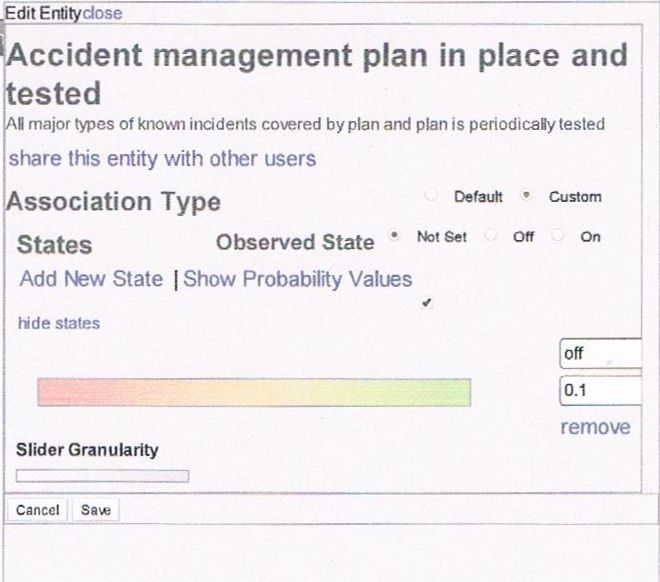 Edit Entityclose
Accident management plan in place and
tested
All major types of known incidents covered by plan and plan is periodically tested
share this entity with other users
Association Type Default Custom
States Observed State Not Set Off On
Add New State | Show Probability Values
hide states
off
0.1
remove
Slider Granularity
Cancel Save